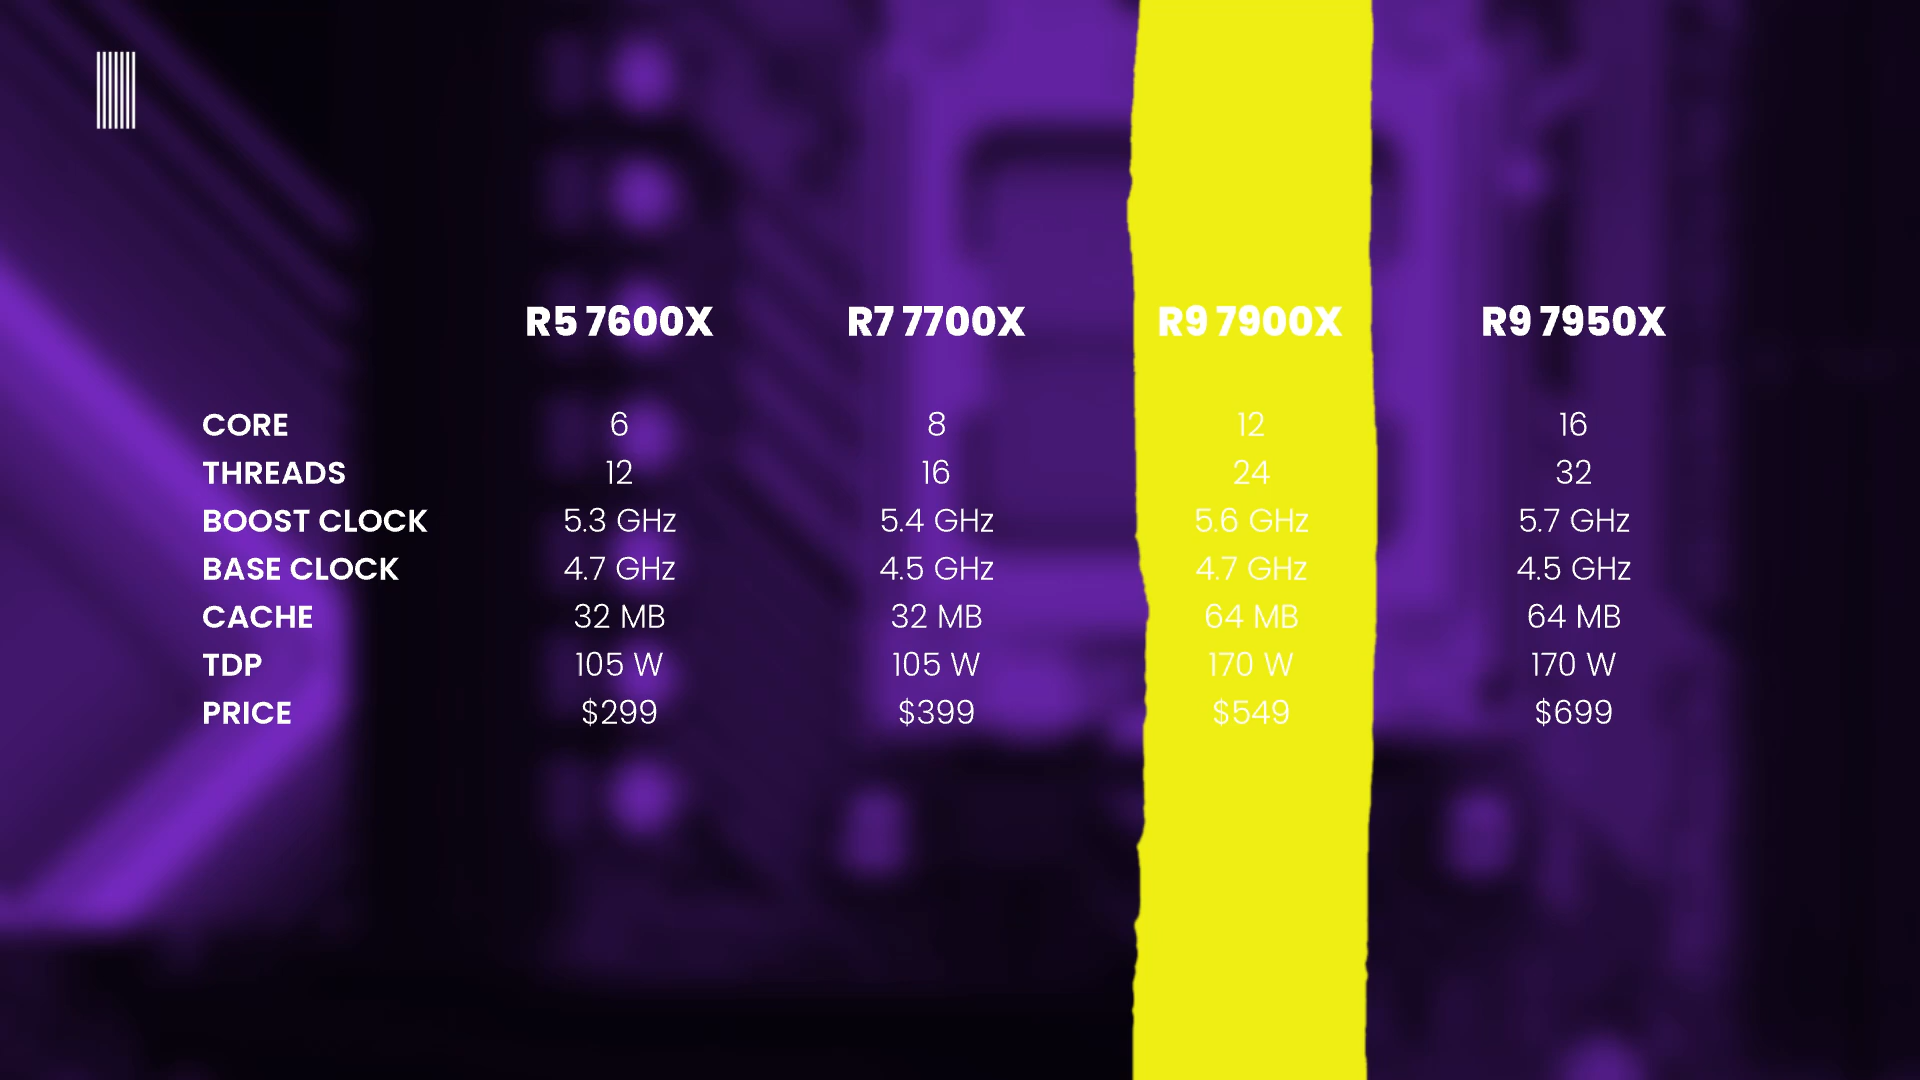 R5 7600X R7 7700X R9 7900X R9 7950X
CORE 6 8 12 16
THREADS 12 16 24 32
BOOST CLOCK 5.3 GHz 5.4 GHz 5.6 GHz 5.7 GHz
BASE CLOCK 4.7 GHz 4.5 GHz 4.7 GHz 4.5 GHz
CACHE 32 MB 32 MB 64 MB 64 MB
TDP 105 W 105 W 170 W 170 W
PRICE $299 $399 $549 $699